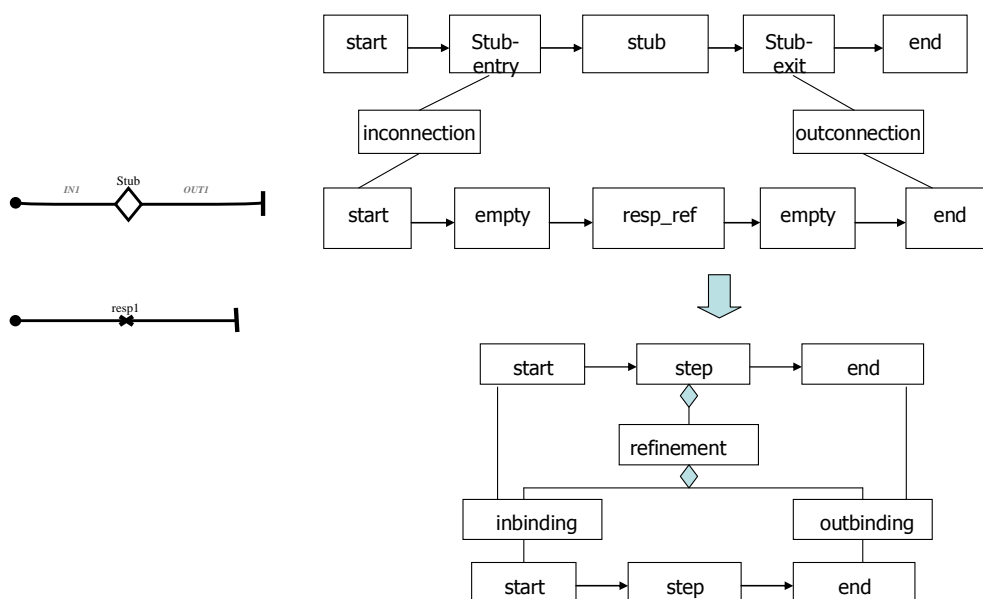 start
Stub-
entry
stub
Stub-
exit
end
inconnection
outconnection
Stub
IN1
OUT1
start
empty
resp_ref
empty
end
resp1
start
step
end
refinement
inbinding
outbinding
start
step
end